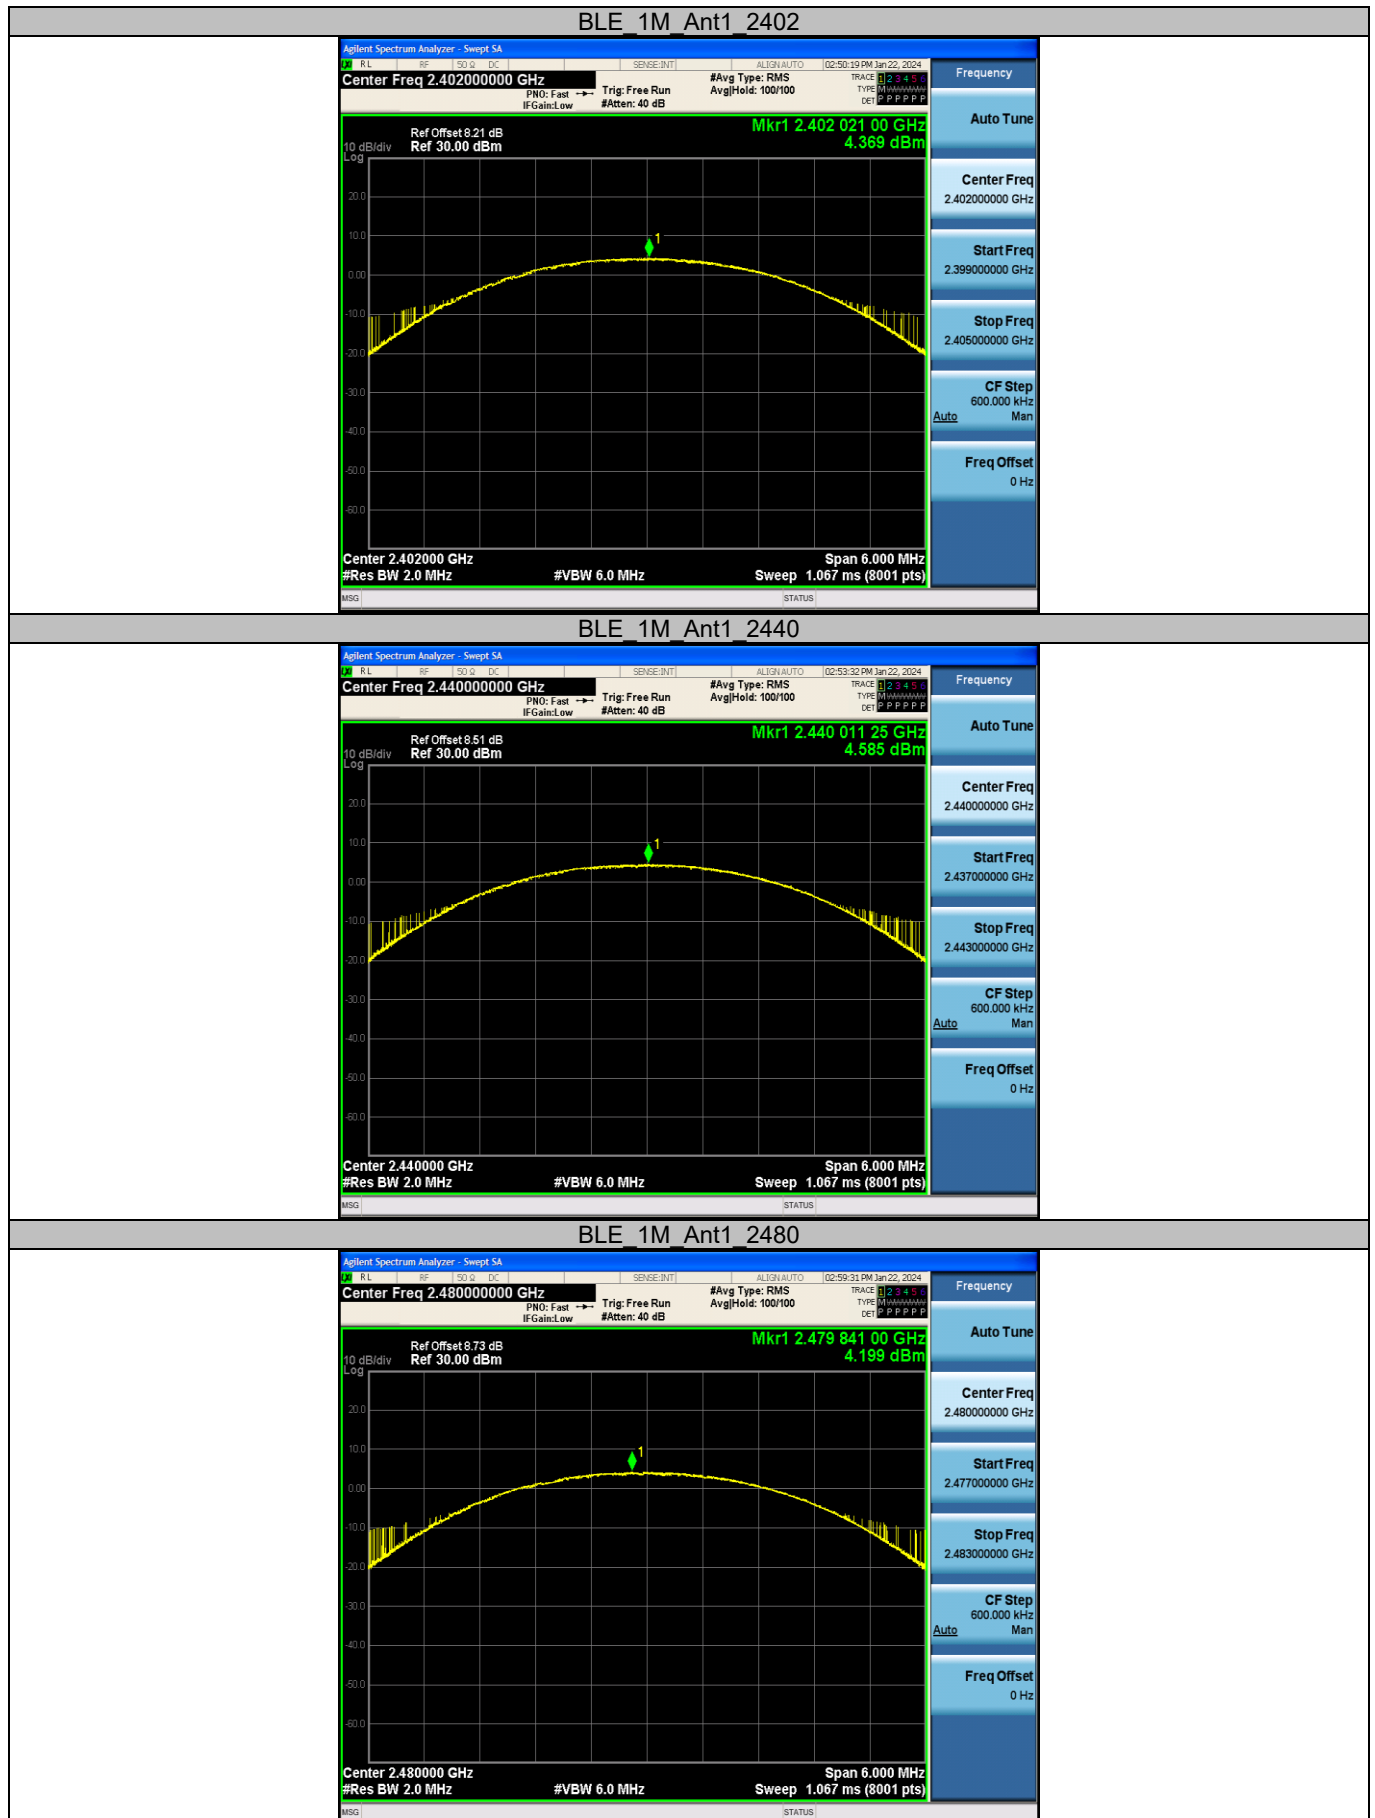 BLE_1M_Ant1_2402
Agilent Spectrum Analyzer - Swept SA
RL RF 50 Ω DC SENSE:INT ALIGNAUTO 02:50:19 PM Jan 22, 2024
Center Freq 2.402000000 GHz
PNO: Fast
IFGain:Low
Trig: Free Run
#Atten: 40 dB
#Avg Type: RMS
Avg|Hold: 100/100
TRACE 1 2 3 4 5 6
TYPE M
DET P P P P P P
Frequency
Mkr1 2.402 021 00 GHz
4.369 dBm
Ref Offset 8.21 dB
10 dB/div Ref 30.00 dBm
Log
20.0
10.0
0.00
-10.0
-20.0
-30.0
-40.0
-50.0
-60.0
1
Center 2.402000 GHz Span 6.000 MHz
#Res BW 2.0 MHz #VBW 6.0 MHz Sweep 1.067 ms (8001 pts)
MSG STATUS
Auto Tune
Center Freq
2.402000000 GHz
Start Freq
2.399000000 GHz
Stop Freq
2.405000000 GHz
CF Step
600.000 kHz
Auto Man
Freq Offset
0 Hz
BLE_1M_Ant1_2440
Agilent Spectrum Analyzer - Swept SA
RL RF 50 Ω DC SENSE:INT ALIGNAUTO 02:53:32 PM Jan 22, 2024
Center Freq 2.440000000 GHz
PNO: Fast
IFGain:Low
Trig: Free Run
#Atten: 40 dB
#Avg Type: RMS
Avg|Hold: 100/100
TRACE 1 2 3 4 5 6
TYPE M
DET P P P P P P
Frequency
Mkr1 2.440 011 25 GHz
4.585 dBm
Ref Offset 8.51 dB
10 dB/div Ref 30.00 dBm
Log
20.0
10.0
0.00
-10.0
-20.0
-30.0
-40.0
-50.0
-60.0
1
Center 2.440000 GHz Span 6.000 MHz
#Res BW 2.0 MHz #VBW 6.0 MHz Sweep 1.067 ms (8001 pts)
MSG STATUS
Auto Tune
Center Freq
2.440000000 GHz
Start Freq
2.437000000 GHz
Stop Freq
2.443000000 GHz
CF Step
600.000 kHz
Auto Man
Freq Offset
0 Hz
BLE_1M_Ant1_2480
Agilent Spectrum Analyzer - Swept SA
RL RF 50 Ω DC SENSE:INT ALIGNAUTO 02:59:31 PM Jan 22, 2024
Center Freq 2.480000000 GHz
PNO: Fast
IFGain:Low
Trig: Free Run
#Atten: 40 dB
#Avg Type: RMS
Avg|Hold: 100/100
TRACE 1 2 3 4 5 6
TYPE M
DET P P P P P P
Frequency
Mkr1 2.479 841 00 GHz
4.199 dBm
Ref Offset 8.73 dB
10 dB/div Ref 30.00 dBm
Log
20.0
10.0
0.00
-10.0
-20.0
-30.0
-40.0
-50.0
-60.0
1
Center 2.480000 GHz Span 6.000 MHz
#Res BW 2.0 MHz #VBW 6.0 MHz Sweep 1.067 ms (8001 pts)
MSG STATUS
Auto Tune
Center Freq
2.480000000 GHz
Start Freq
2.477000000 GHz
Stop Freq
2.483000000 GHz
CF Step
600.000 kHz
Auto Man
Freq Offset
0 Hz